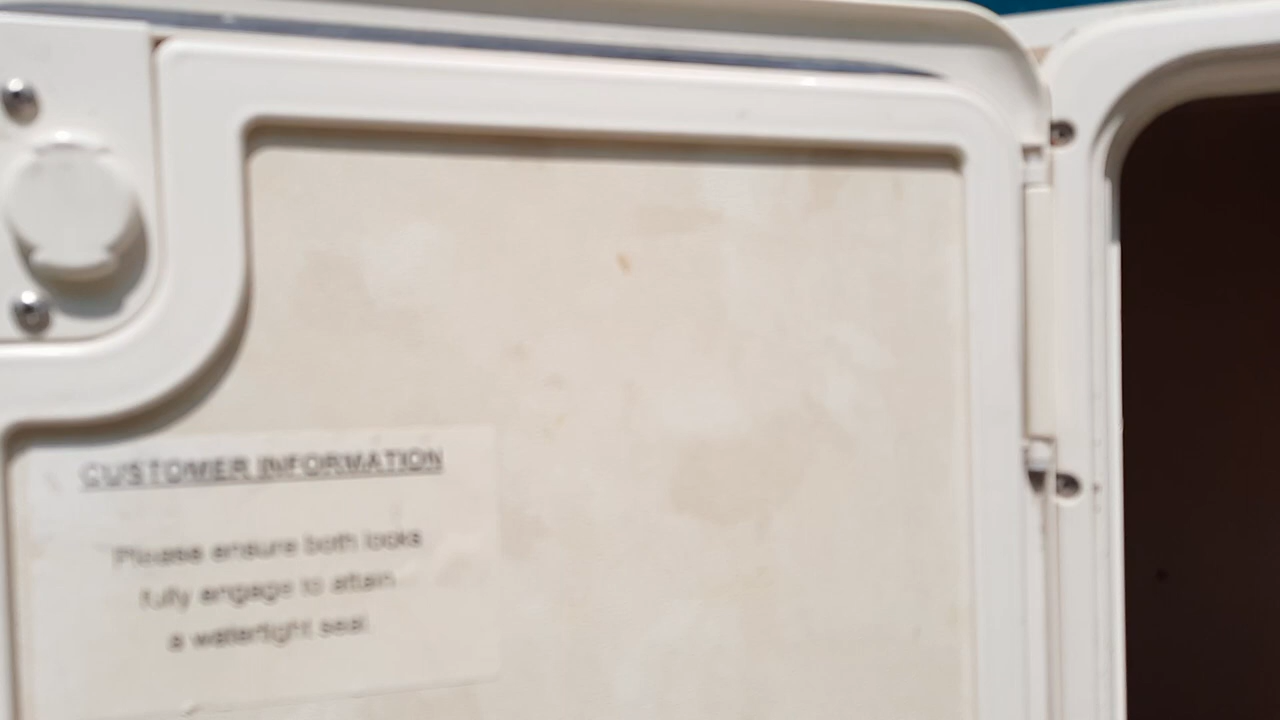 CUSTOMER INFORMATION
Please ensure both locks
fully engage to attain
a watertight seal.